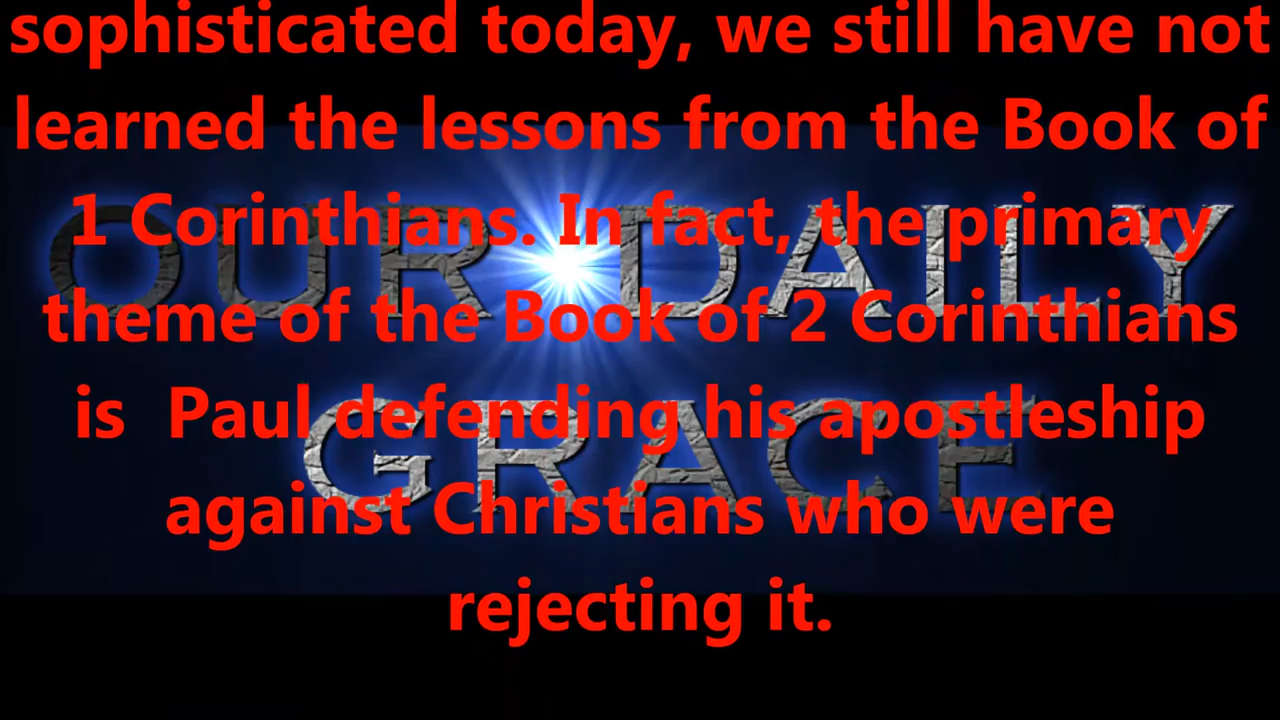 sophisticated today, we still have not
learned the lessons from the Book of
1 Corinthians. In fact, the primary
theme of the Book of 2 Corinthians
is  Paul defending his apostleship
against Christians who were
rejecting it.
OUR DAILY
GRACE